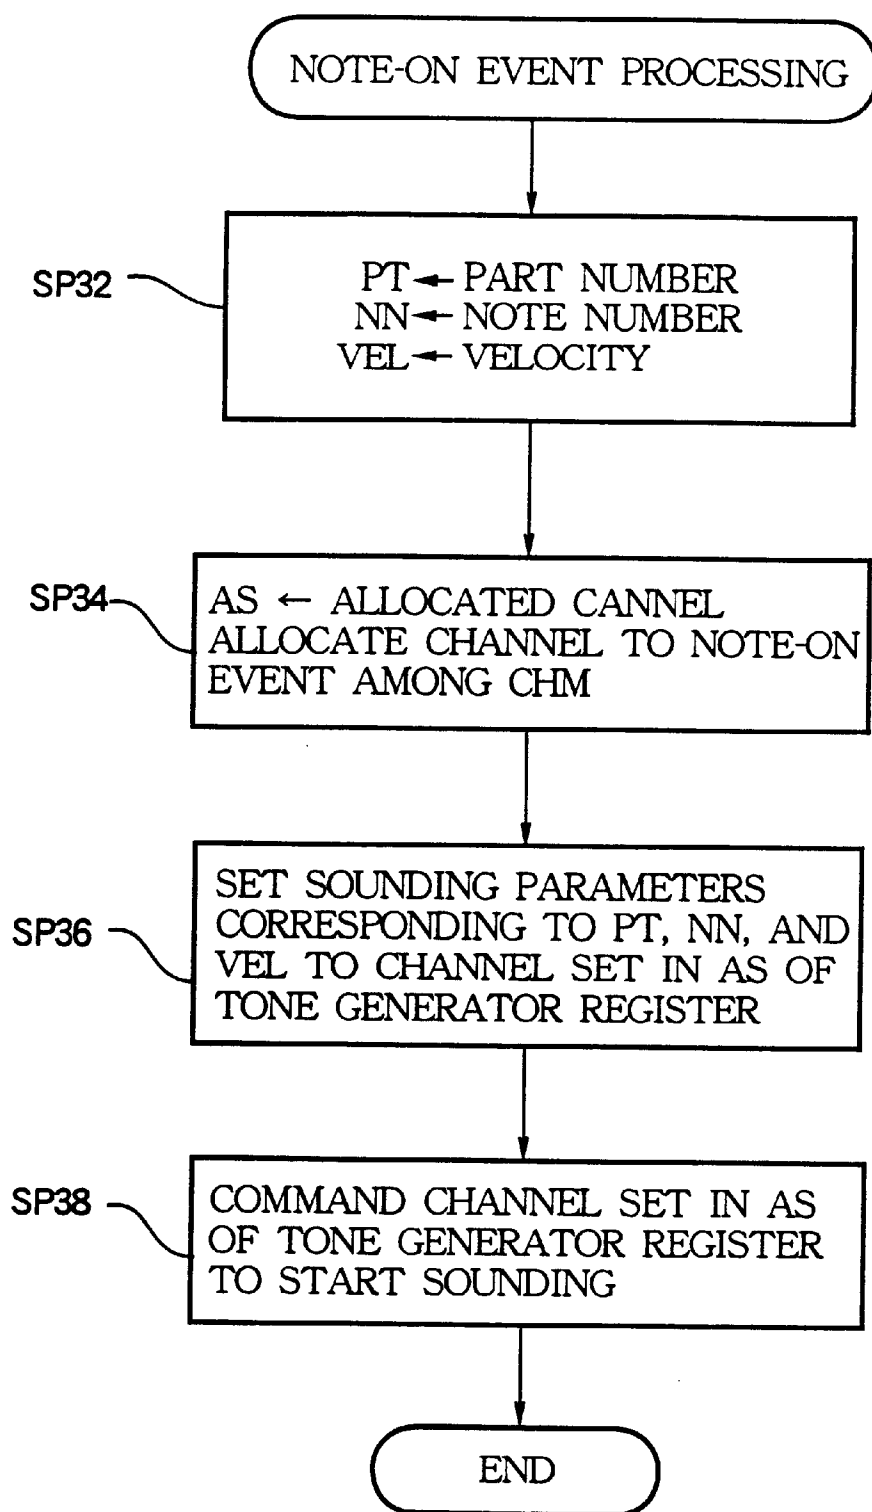 NOTE-ON EVENT PROCESSING
SP32
PT ← PART NUMBER
NN ← NOTE NUMBER
VEL ← VELOCITY
SP34
AS ← ALLOCATED CANNEL
ALLOCATE CHANNEL TO NOTE-ON
EVENT AMONG CHM
SP36
SET SOUNDING PARAMETERS
CORRESPONDING TO PT, NN, AND
VEL TO CHANNEL SET IN AS OF
TONE GENERATOR REGISTER
SP38
COMMAND CHANNEL SET IN AS
OF TONE GENERATOR REGISTER
TO START SOUNDING
END